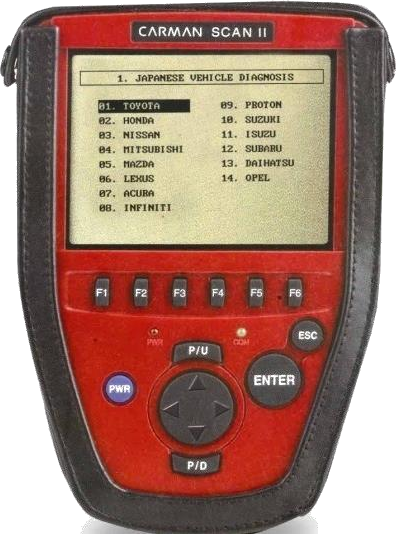 CARMAN SCAN II
1. JAPANESE VEHICLE DIAGNOSIS
01. TOYOTA
02. HONDA
03. NISSAN
04. MITSUBISHI
05. MAZDA
06. LEXUS
07. ACURA
08. INFINITI
09. PROTON
10. SUZUKI
11. ISUZU
12. SUBARU
13. DAIHATSU
14. OPEL
F1 F2 F3 F4 F5 F6
PWR COM
ESC
P/U
PWR
ENTER
P/D